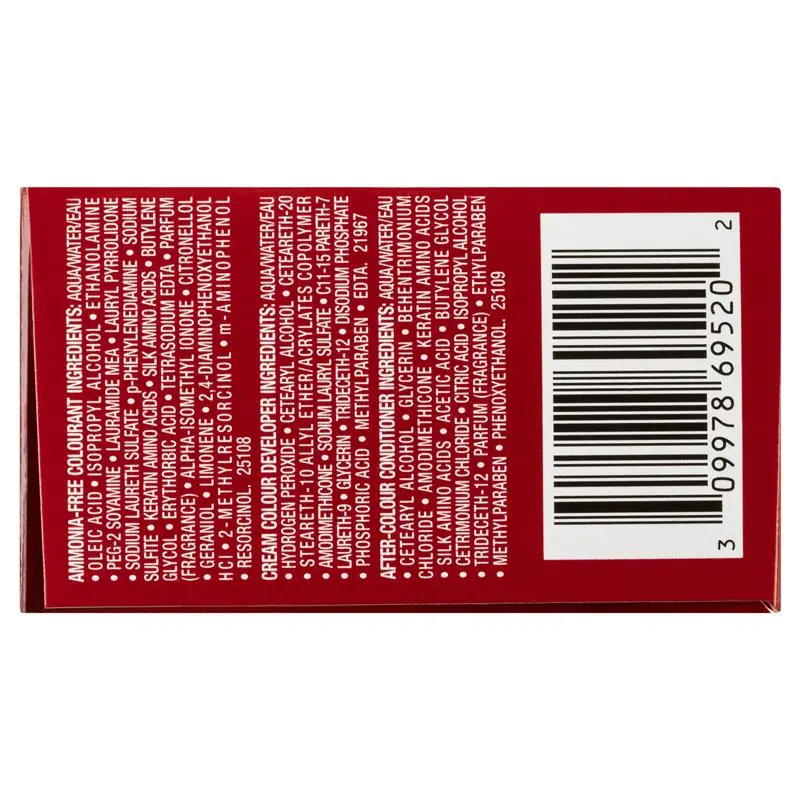 AMMONIA-FREE COLOURANT INGREDIENTS: AQUA/WATER/EAU
• OLEIC ACID • ISOPROPYL ALCOHOL • ETHANOLAMINE
PEG-2 SOYAMINE • LAURAMIDE MEA • LAURYL PYRROLIDONE
• SODIUM LAURETH SULFATE • p-PHENYLENEDIAMINE • SODIUM
SULFITE • KERATIN AMINO ACIDS • SILK AMINO ACIDS • BUTYLENE
GLYCOL • ERYTHORBIC ACID • TETRASODIUM EDTA • PARFUM
(FRAGRANCE) • ALPHA-ISOMETHYL IONONE • CITRONELLOL
• GERANIOL • LIMONENE • 2,4-DIAMINOPHENOXYETHANOL
HCl • 2-METHYLRESORCINOL • m-AMINOPHENOL
• RESORCINOL. 25108
CREAM COLOUR DEVELOPER INGREDIENTS: AQUA/WATER/EAU
• HYDROGEN PEROXIDE • CETEARYL ALCOHOL • CETEARETH-20
• STEARETH-10 ALLYL ETHER/ACRYLATES COPOLYMER
• AMODIMETHICONE • SODIUM LAURYL SULFATE • C11-15 PARETH-7
• LAURETH-9 • GLYCERIN • TRIDECETH-12 • DISODIUM PHOSPHATE
• PHOSPHORIC ACID • METHYLPARABEN • EDTA. 21967
AFTER-COLOUR CONDITIONER INGREDIENTS: AQUA/WATER/EAU
• CETEARYL ALCOHOL • GLYCERIN • BEHENTRIMONIUM
CHLORIDE • AMODIMETHICONE • KERATIN AMINO ACIDS
• SILK AMINO ACIDS • ACETIC ACID • BUTYLENE GLYCOL
• CETRIMONIUM CHLORIDE • CITRIC ACID • ISOPROPYL ALCOHOL
• TRIDECETH-12 • PARFUM (FRAGRANCE) • ETHYLPARABEN
• METHYLPARABEN • PHENOXYETHANOL. 25109
3 09978 69520 2